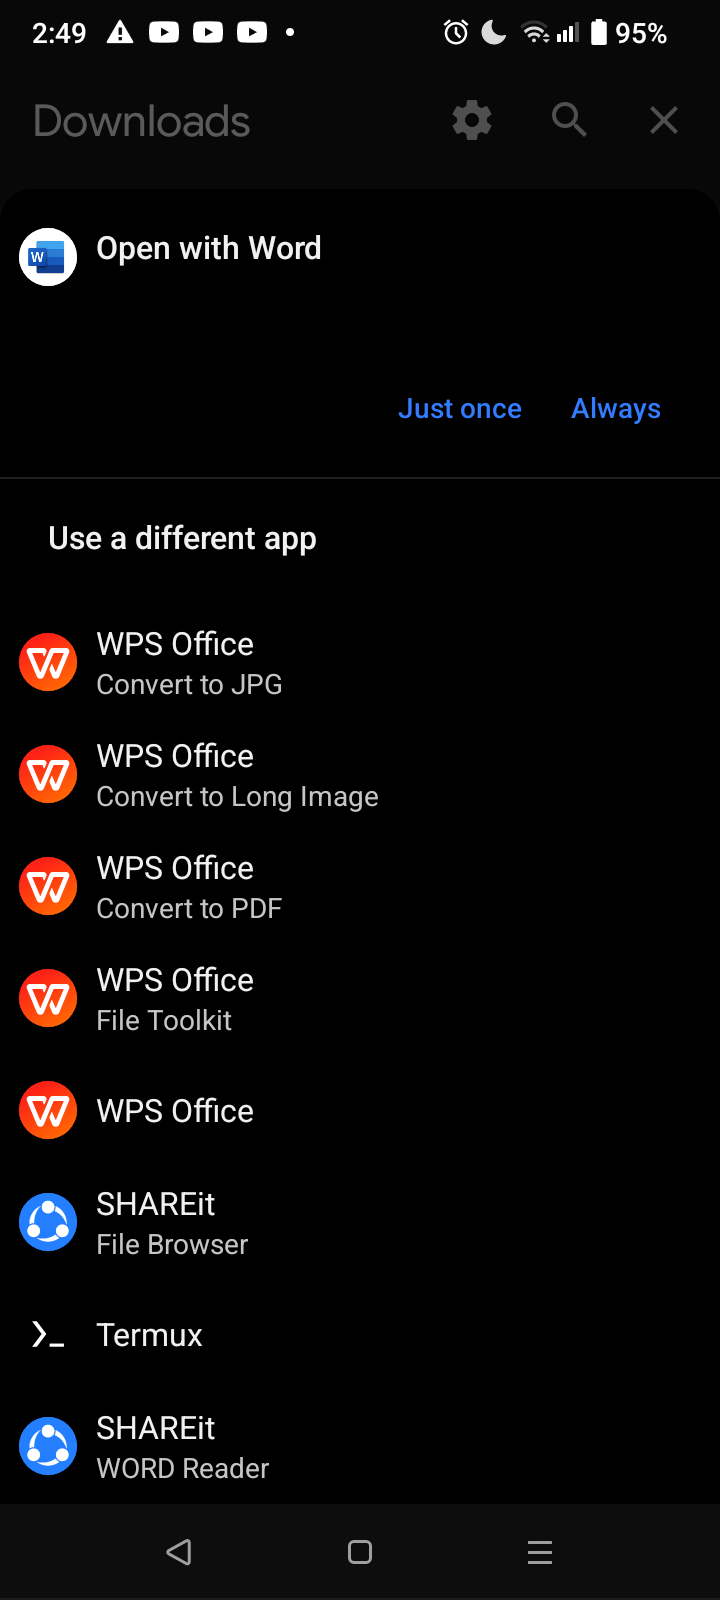 2:49
95%
Downloads
Open with Word
Just once
Always
Use a different app
WPS Office
Convert to JPG
WPS Office
Convert to Long Image
WPS Office
Convert to PDF
WPS Office
File Toolkit
WPS Office
SHAREit
File Browser
Termux
SHAREit
WORD Reader